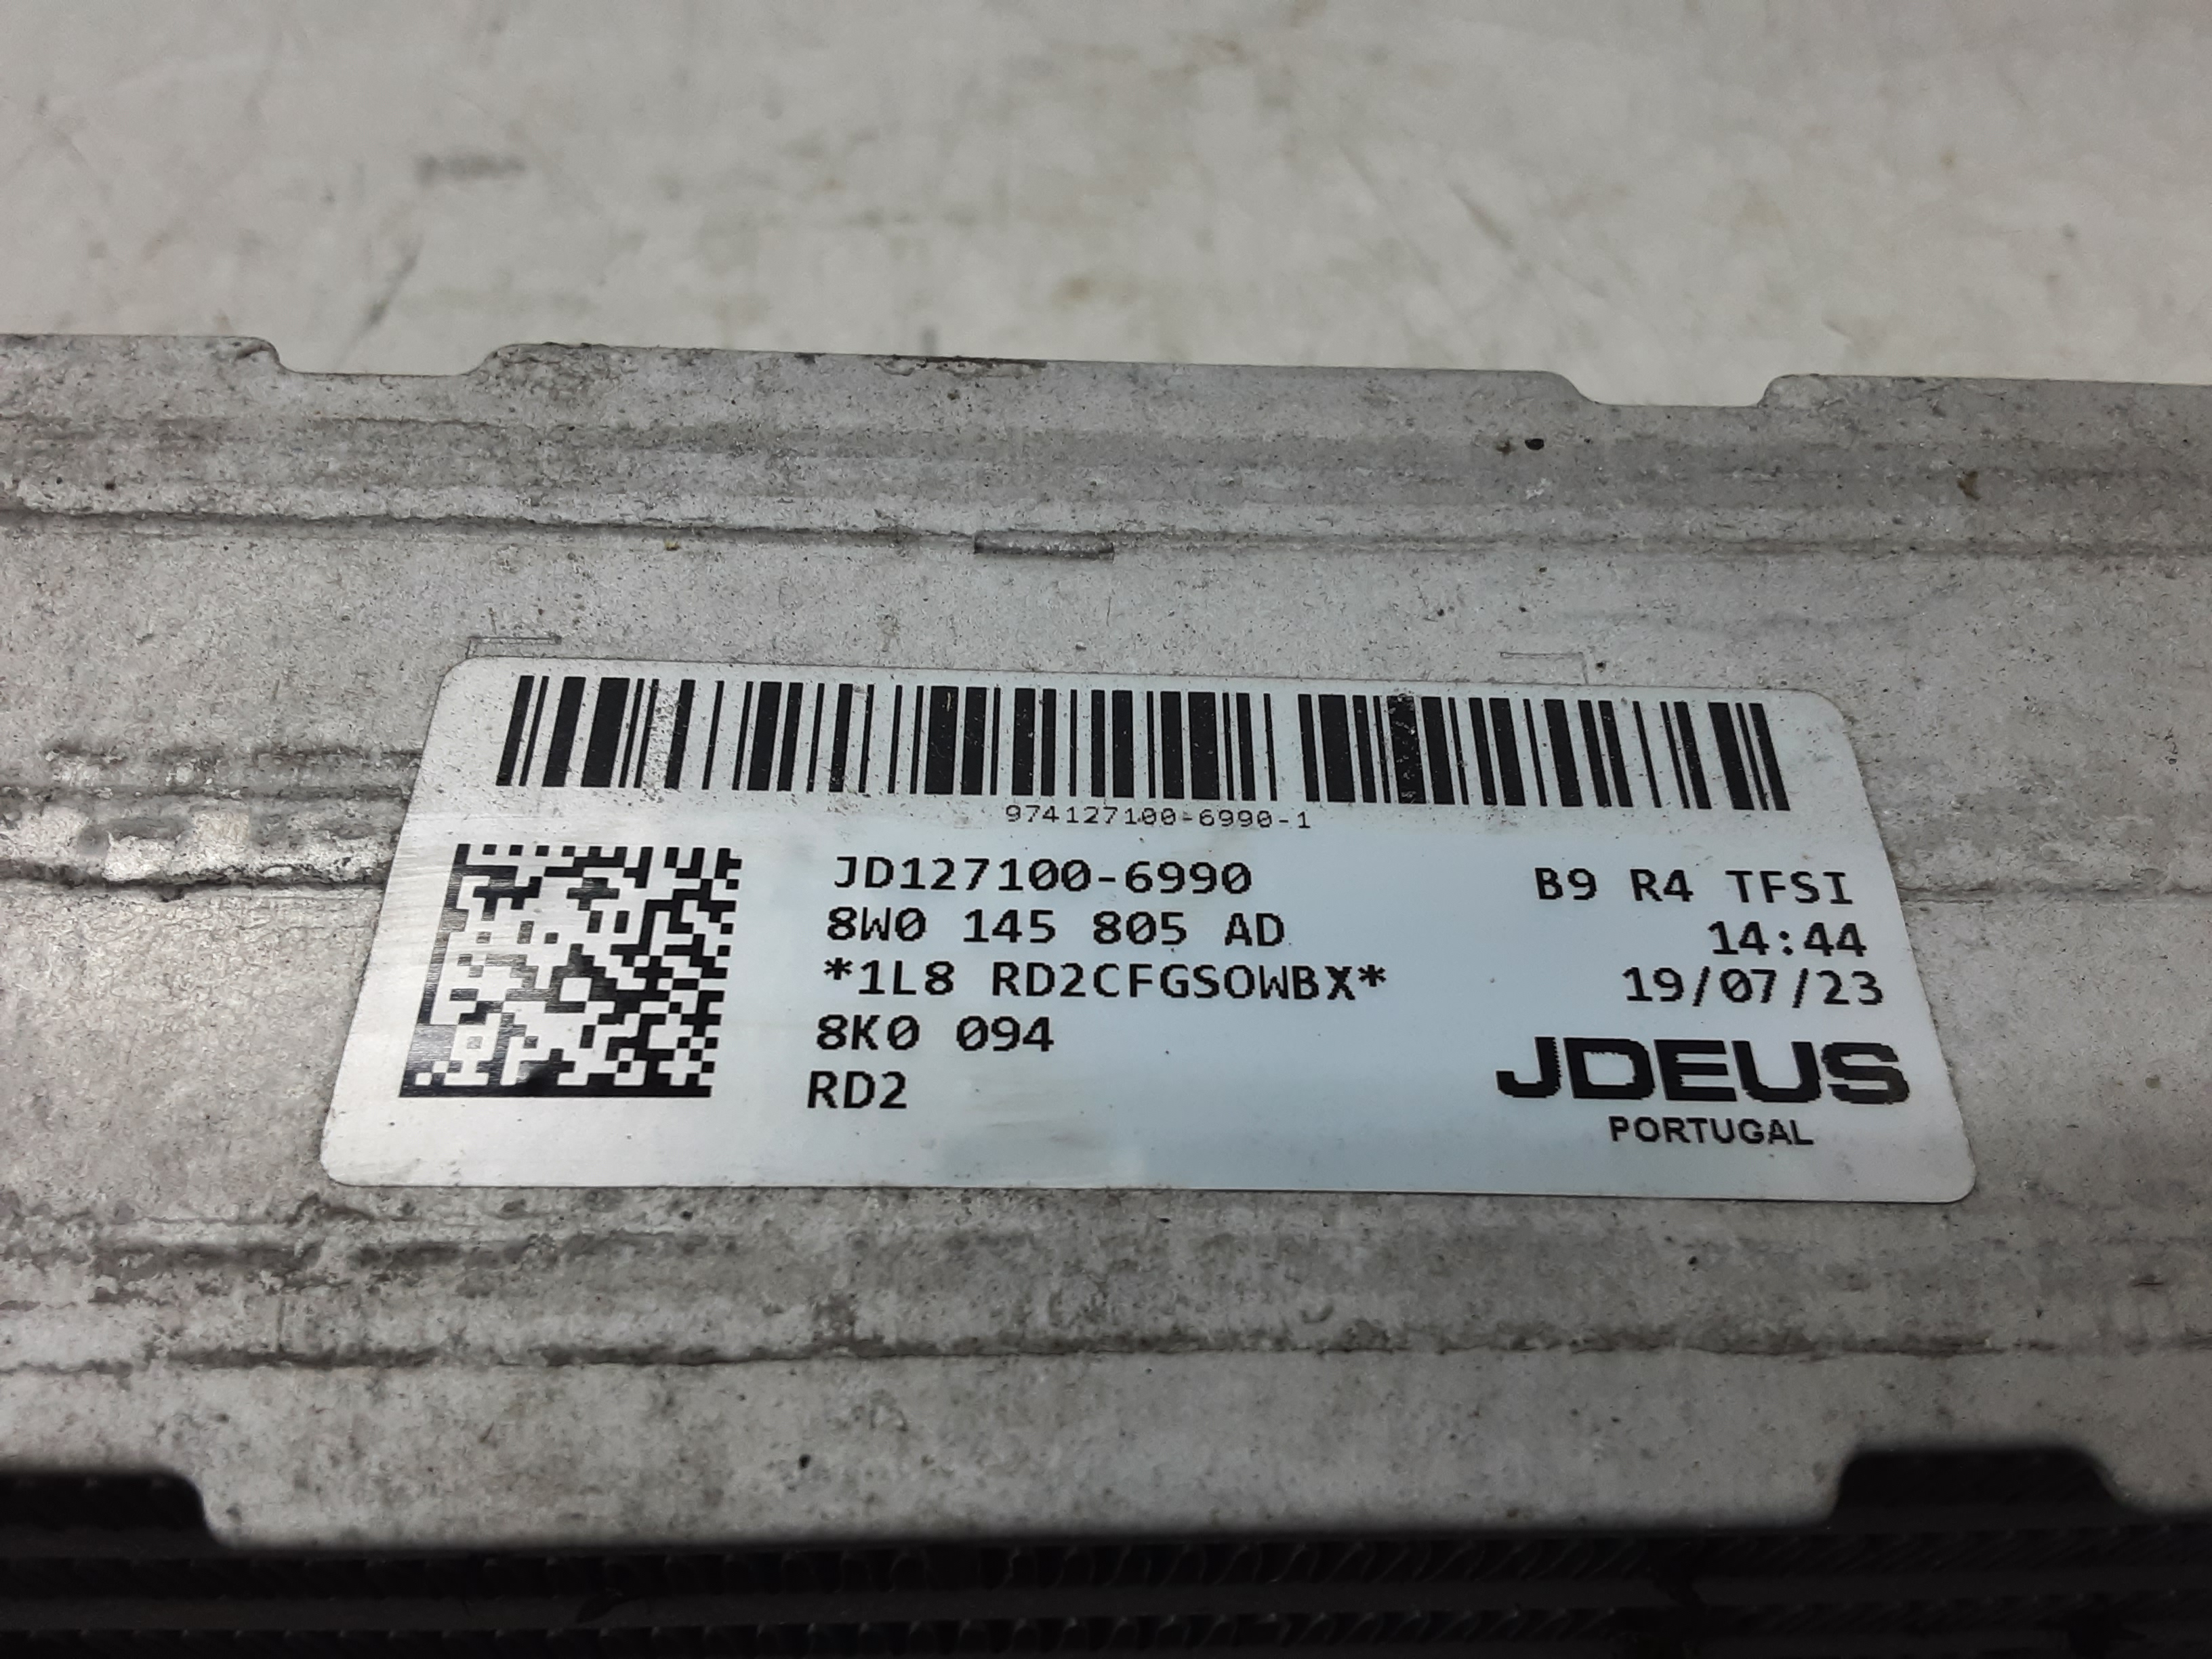 974127100-6990-1
JD127100-6990
8W0 145 805 AD
*1L8 RD2CFGSOWBX*
8K0 094
RD2
B9 R4 TFSI
14:44
19/07/23
JDEUS
PORTUGAL